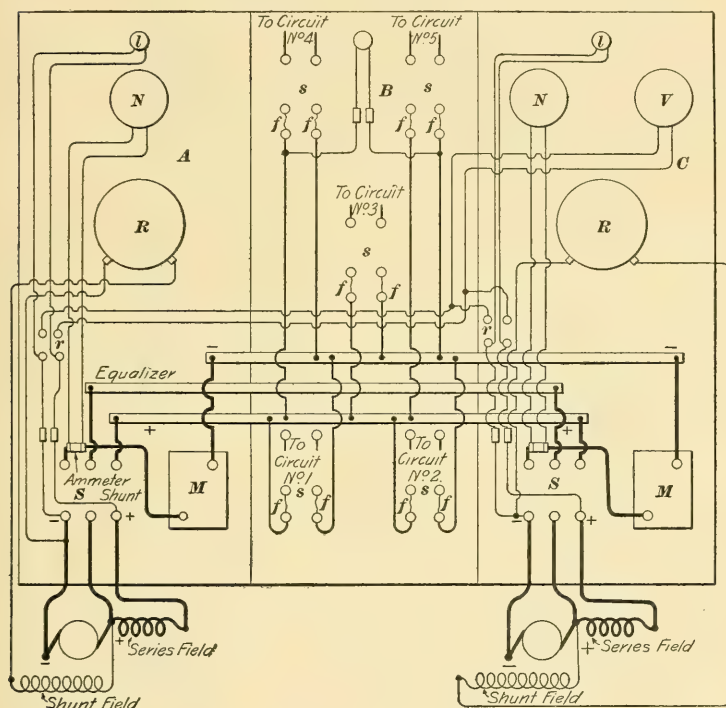 To Circuit
Nº4
To Circuit
Nº5
l
l
N
B
N
V
s
s
f
f
f
f
A
C
To Circuit
Nº3
R
R
s
f
f
r
r
−
−
Equalizer
+
+
To
Circuit
Nº1
To
Circuit
Nº2.
Ammeter
Shunt
S
M
s
s
S
M
f
f
f
f
−
+
−
+
+
Series Field
+
Series Field
−
−
Shunt Field
Shunt Field